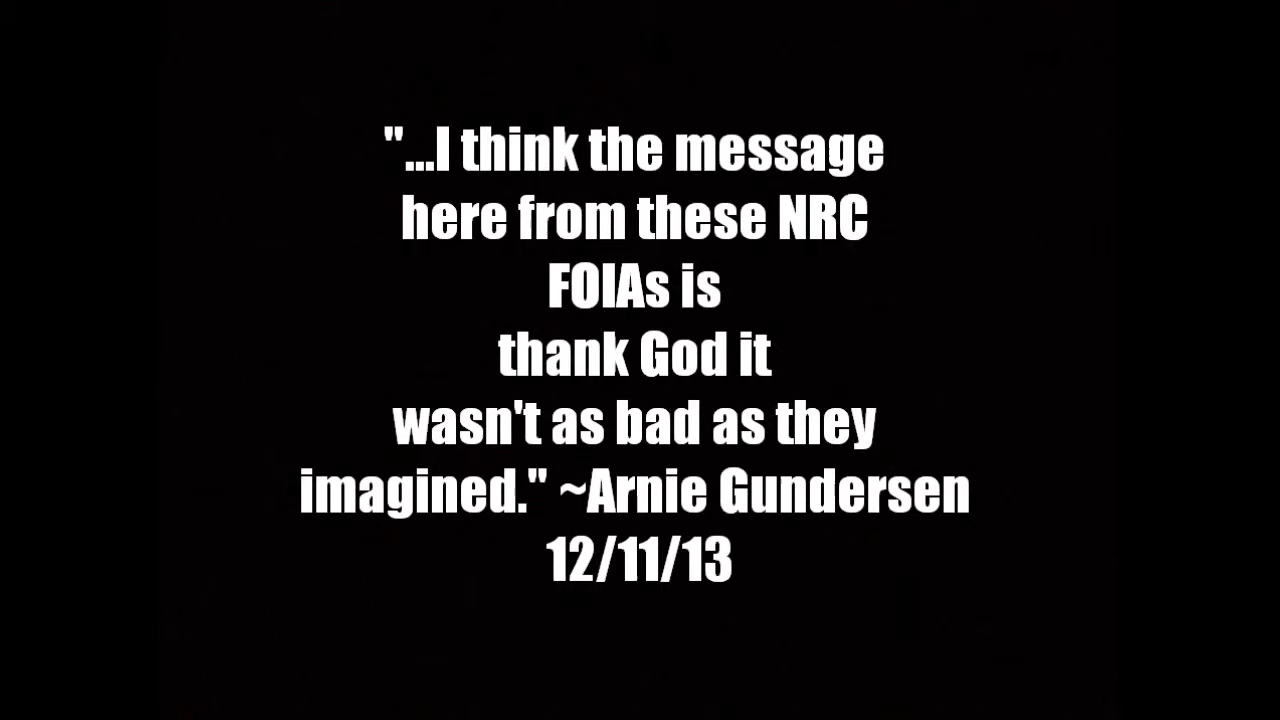 "...I think the message
here from these NRC
FOIAs is
thank God it
wasn't as bad as they
imagined." ~Arnie Gundersen
12/11/13